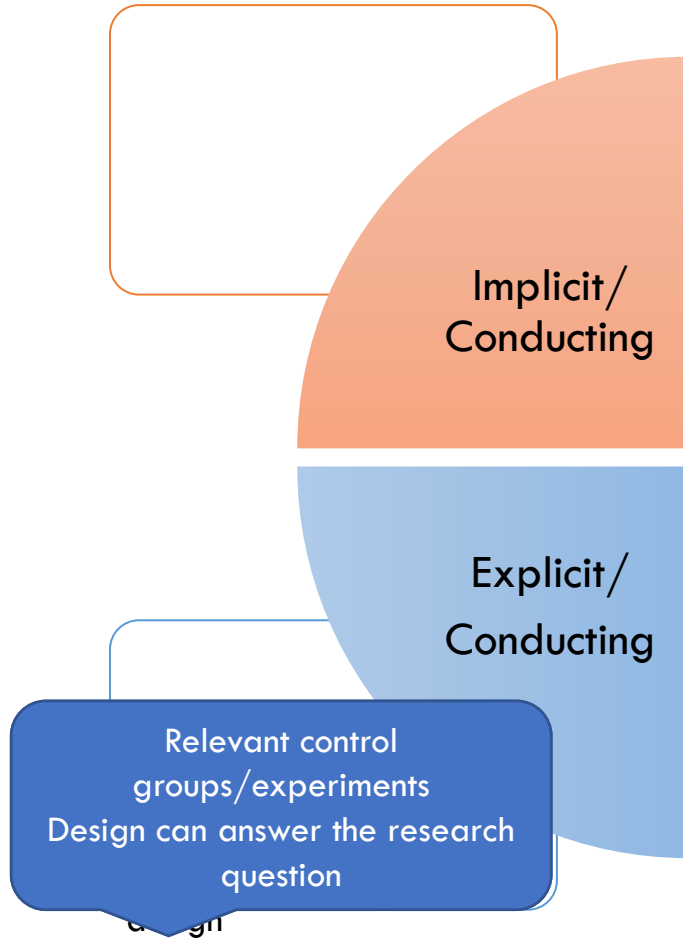 Implicit/
Conducting
Explicit/
Conducting
Relevant control
groups/experiments
Design can answer the research
question